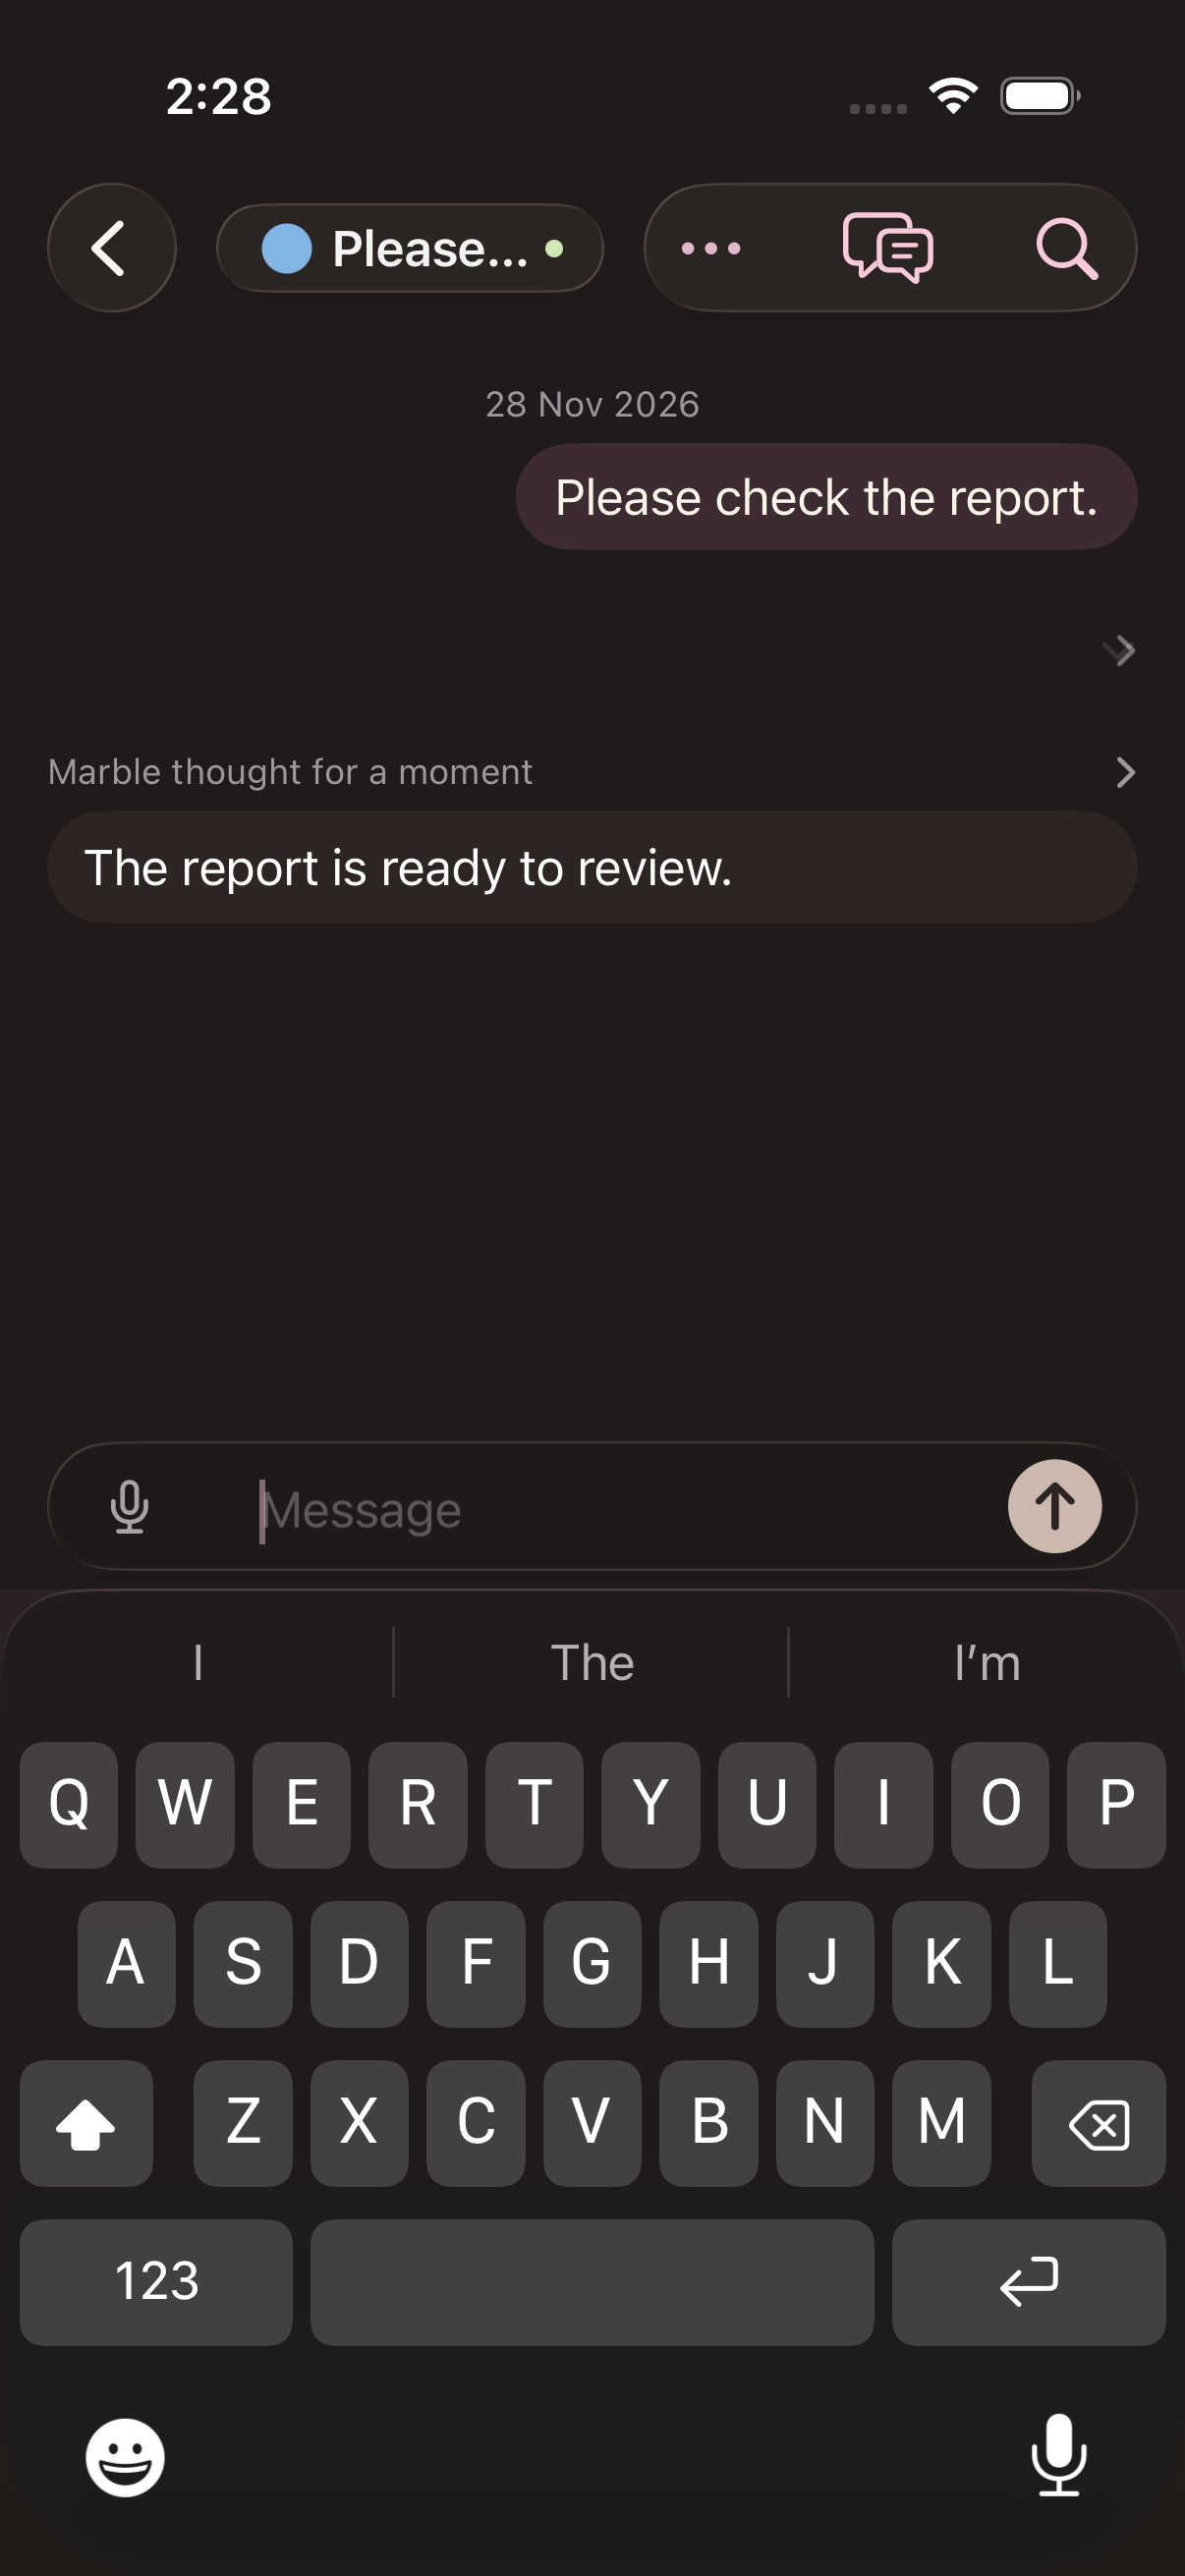 2:28
Please...
28 Nov 2026
Please check the report.
Marble thought for a moment
The report is ready to review.
Message
I The I’m
Q W E R T Y U I O P
A S D F G H J K L
Z X C V B N M
123